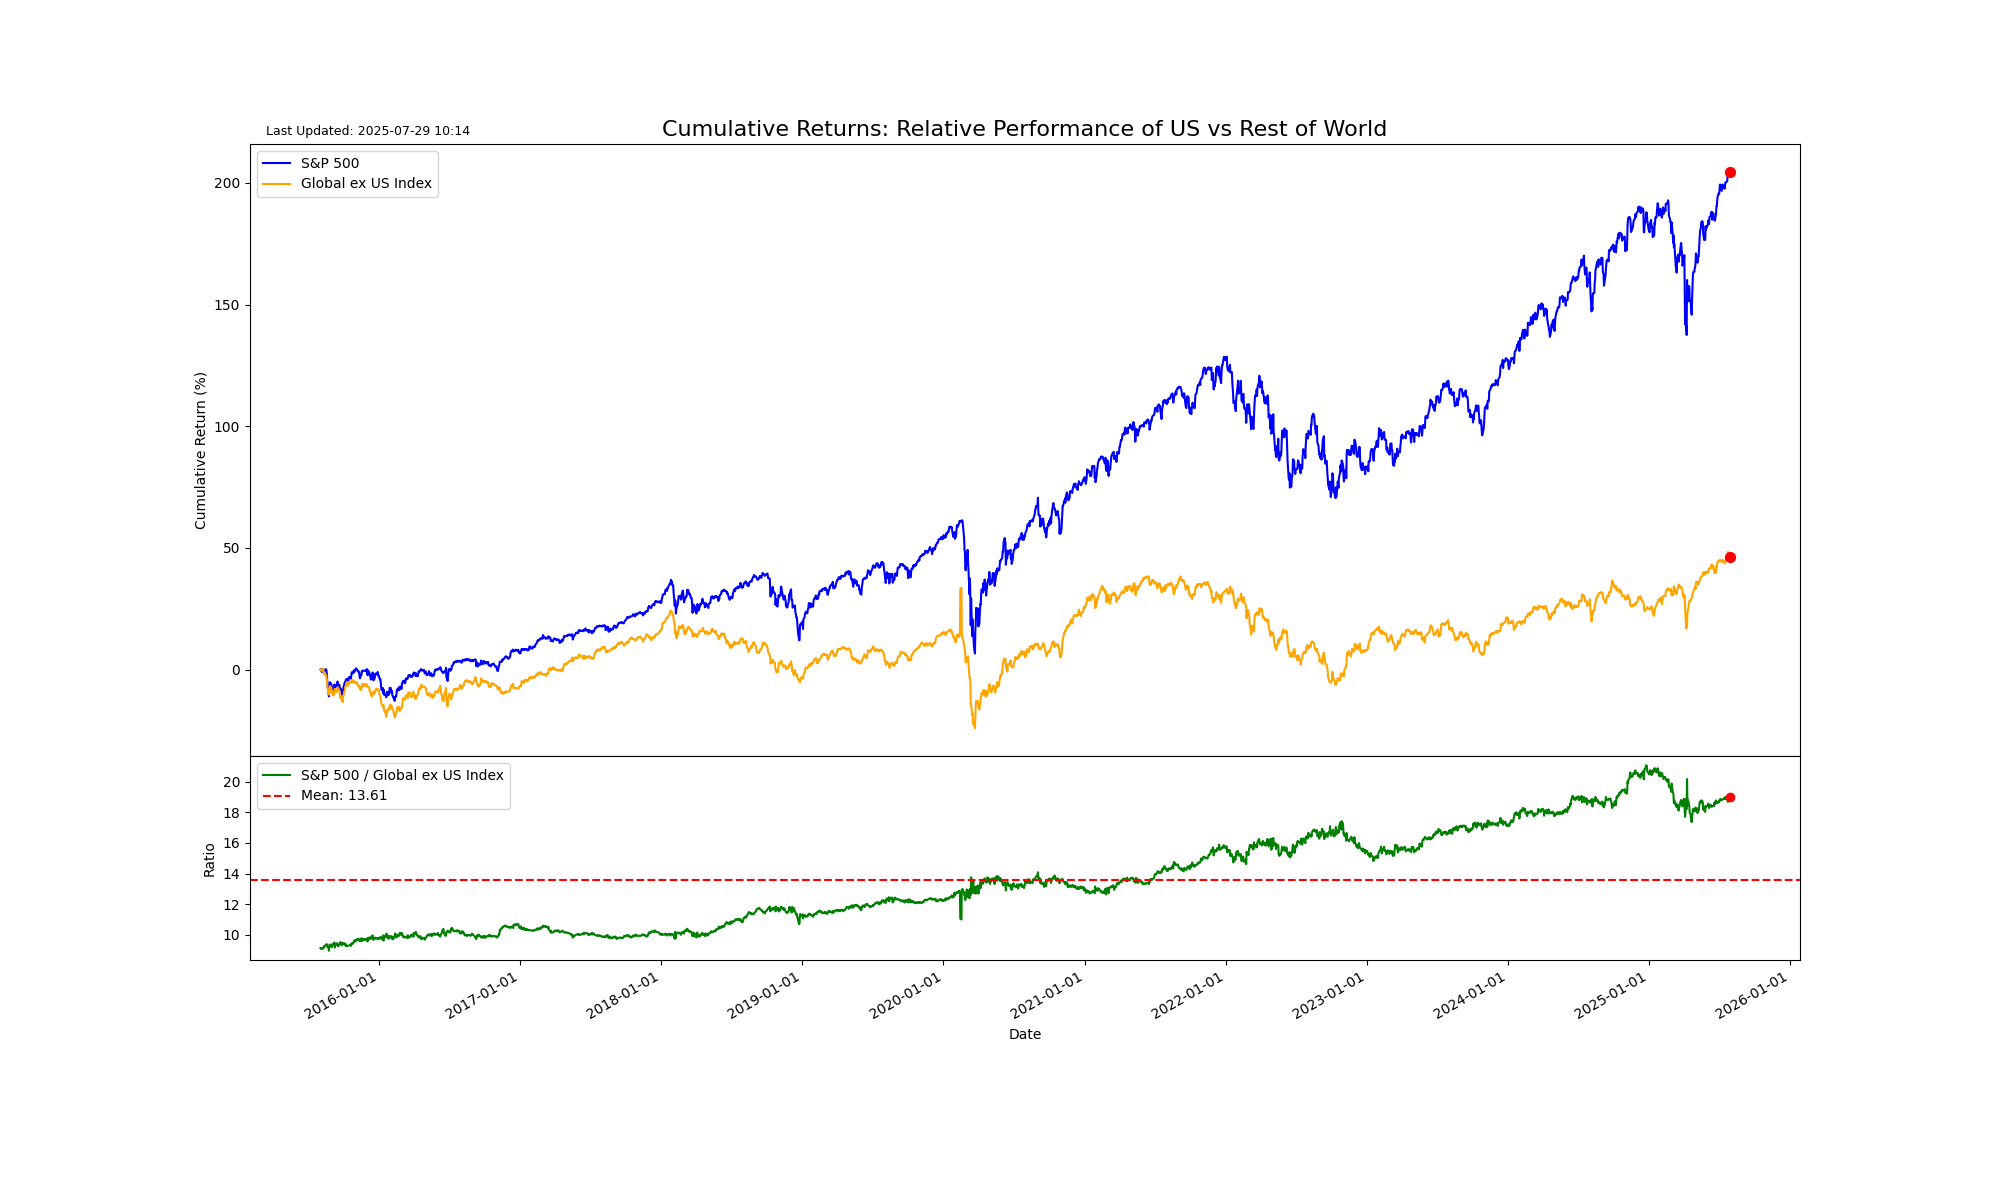 Last Updated: 2025-07-29 10:14
Cumulative Returns: Relative Performance of US vs Rest of World
S&P 500
Global ex US Index
200
150
100
50
0
Cumulative Return (%)
S&P 500 / Global ex US Index
Mean: 13.61
20
18
16
14
12
10
Ratio
2016-01-01
2017-01-01
2018-01-01
2019-01-01
2020-01-01
2021-01-01
2022-01-01
2023-01-01
2024-01-01
2025-01-01
2026-01-01
Date